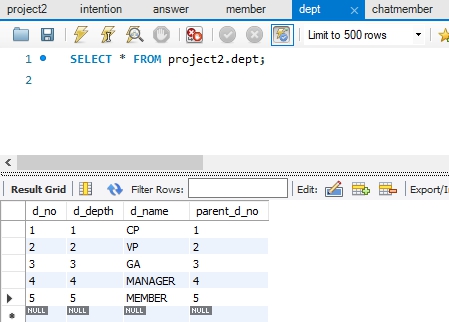 project2 intention answer member dept × chatmember
Limit to 500 rows
1 SELECT * FROM project2.dept;
2
Result Grid Filter Rows: Edit: Export/I
d_no d_depth d_name parent_d_no
1 1 CP 1
2 2 VP 2
3 3 GA 3
4 4 MANAGER 4
5 5 MEMBER 5
NULL NULL NULL NULL